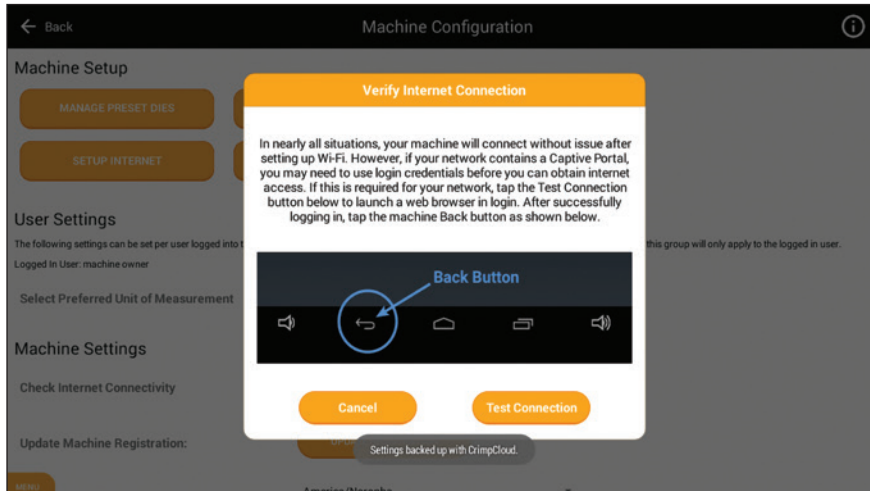 Back
Machine Configuration
Machine Setup
MANAGE PRESET DIES
SETUP INTERNET
Verify Internet Connection
In nearly all situations, your machine will connect without issue after
setting up Wi-Fi. However, if your network contains a Captive Portal,
you may need to use login credentials before you can obtain internet
access. If this is required for your network, tap the Test Connection
button below to launch a web browser in login. After successfully
logging in, tap the machine Back button as shown below.
Back Button
Cancel
Test Connection
User Settings
The following settings can be set per user logged into
this group will only apply to the logged in user.
Logged In User: machine owner
Select Preferred Unit of Measurement
Machine Settings
Check Internet Connectivity
Update Machine Registration:
Settings backed up with CrimpCloud.
MENU